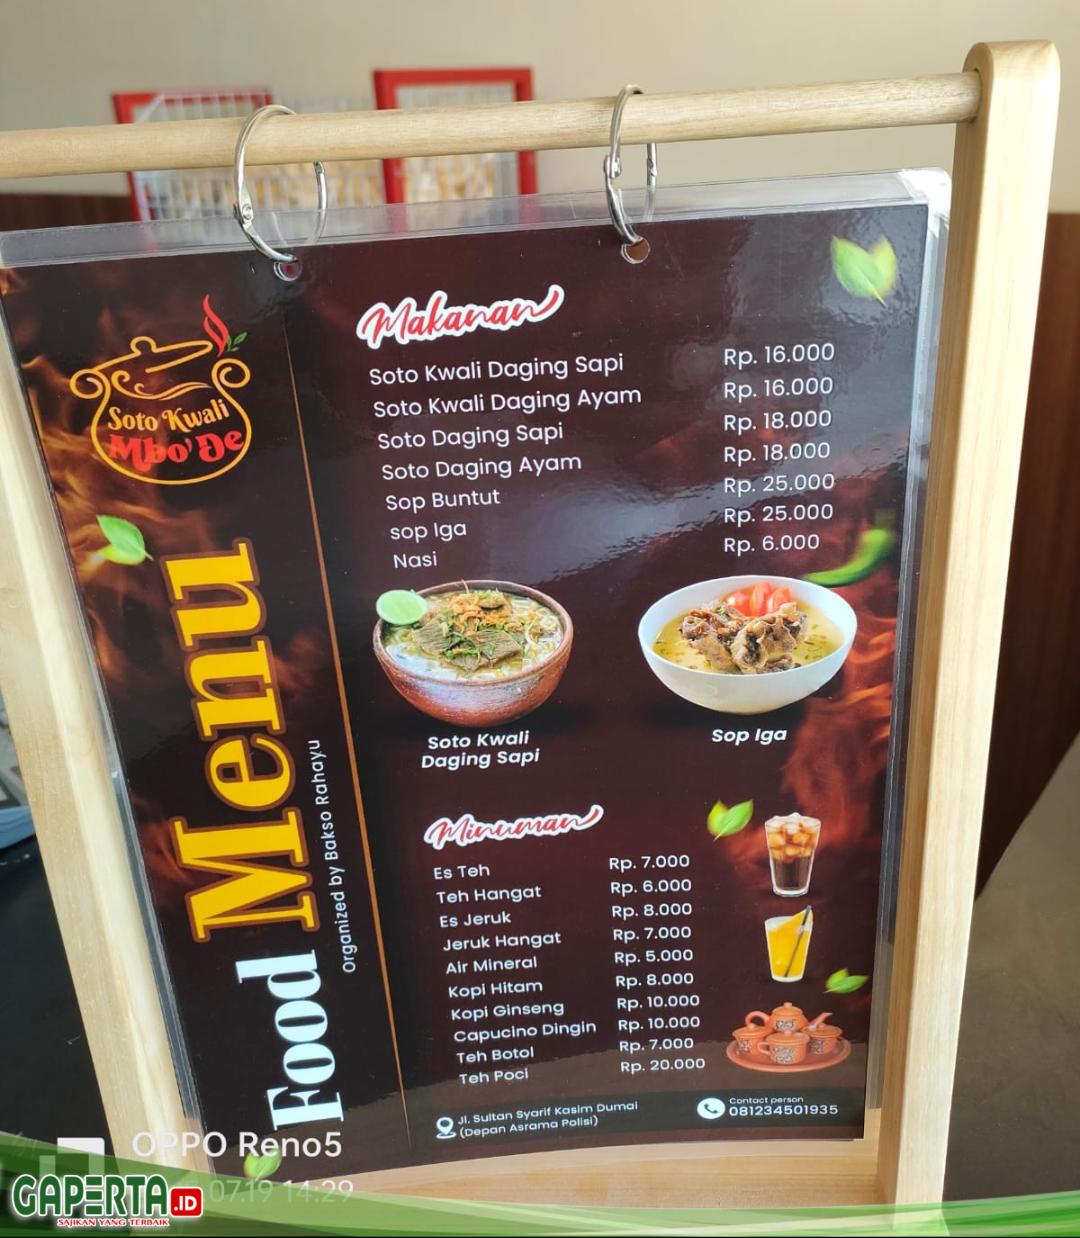 Soto Kwali
Mbo'De
Food Menu
Organized by Bakso Rahayu
Makanan
Soto Kwali Daging Sapi Rp. 16.000
Soto Kwali Daging Ayam Rp. 16.000
Soto Daging Sapi Rp. 18.000
Soto Daging Ayam Rp. 18.000
Sop Buntut Rp. 25.000
sop Iga Rp. 25.000
Nasi Rp. 6.000
Soto Kwali
Daging Sapi
Sop Iga
Minuman
Es Teh Rp. 7.000
Teh Hangat Rp. 6.000
Es Jeruk Rp. 8.000
Jeruk Hangat Rp. 7.000
Air Mineral Rp. 5.000
Kopi Hitam Rp. 8.000
Kopi Ginseng Rp. 10.000
Capucino Dingin Rp. 10.000
Teh Botol Rp. 7.000
Teh Poci Rp. 20.000
Jl. Sultan Syarif Kasim Dumai
(Depan Asrama Polisi)
Contact person
081234501935
OPPO Reno5
07.19 14:29
GAPERTA.ID
SAJIKAN YANG TERBAIK